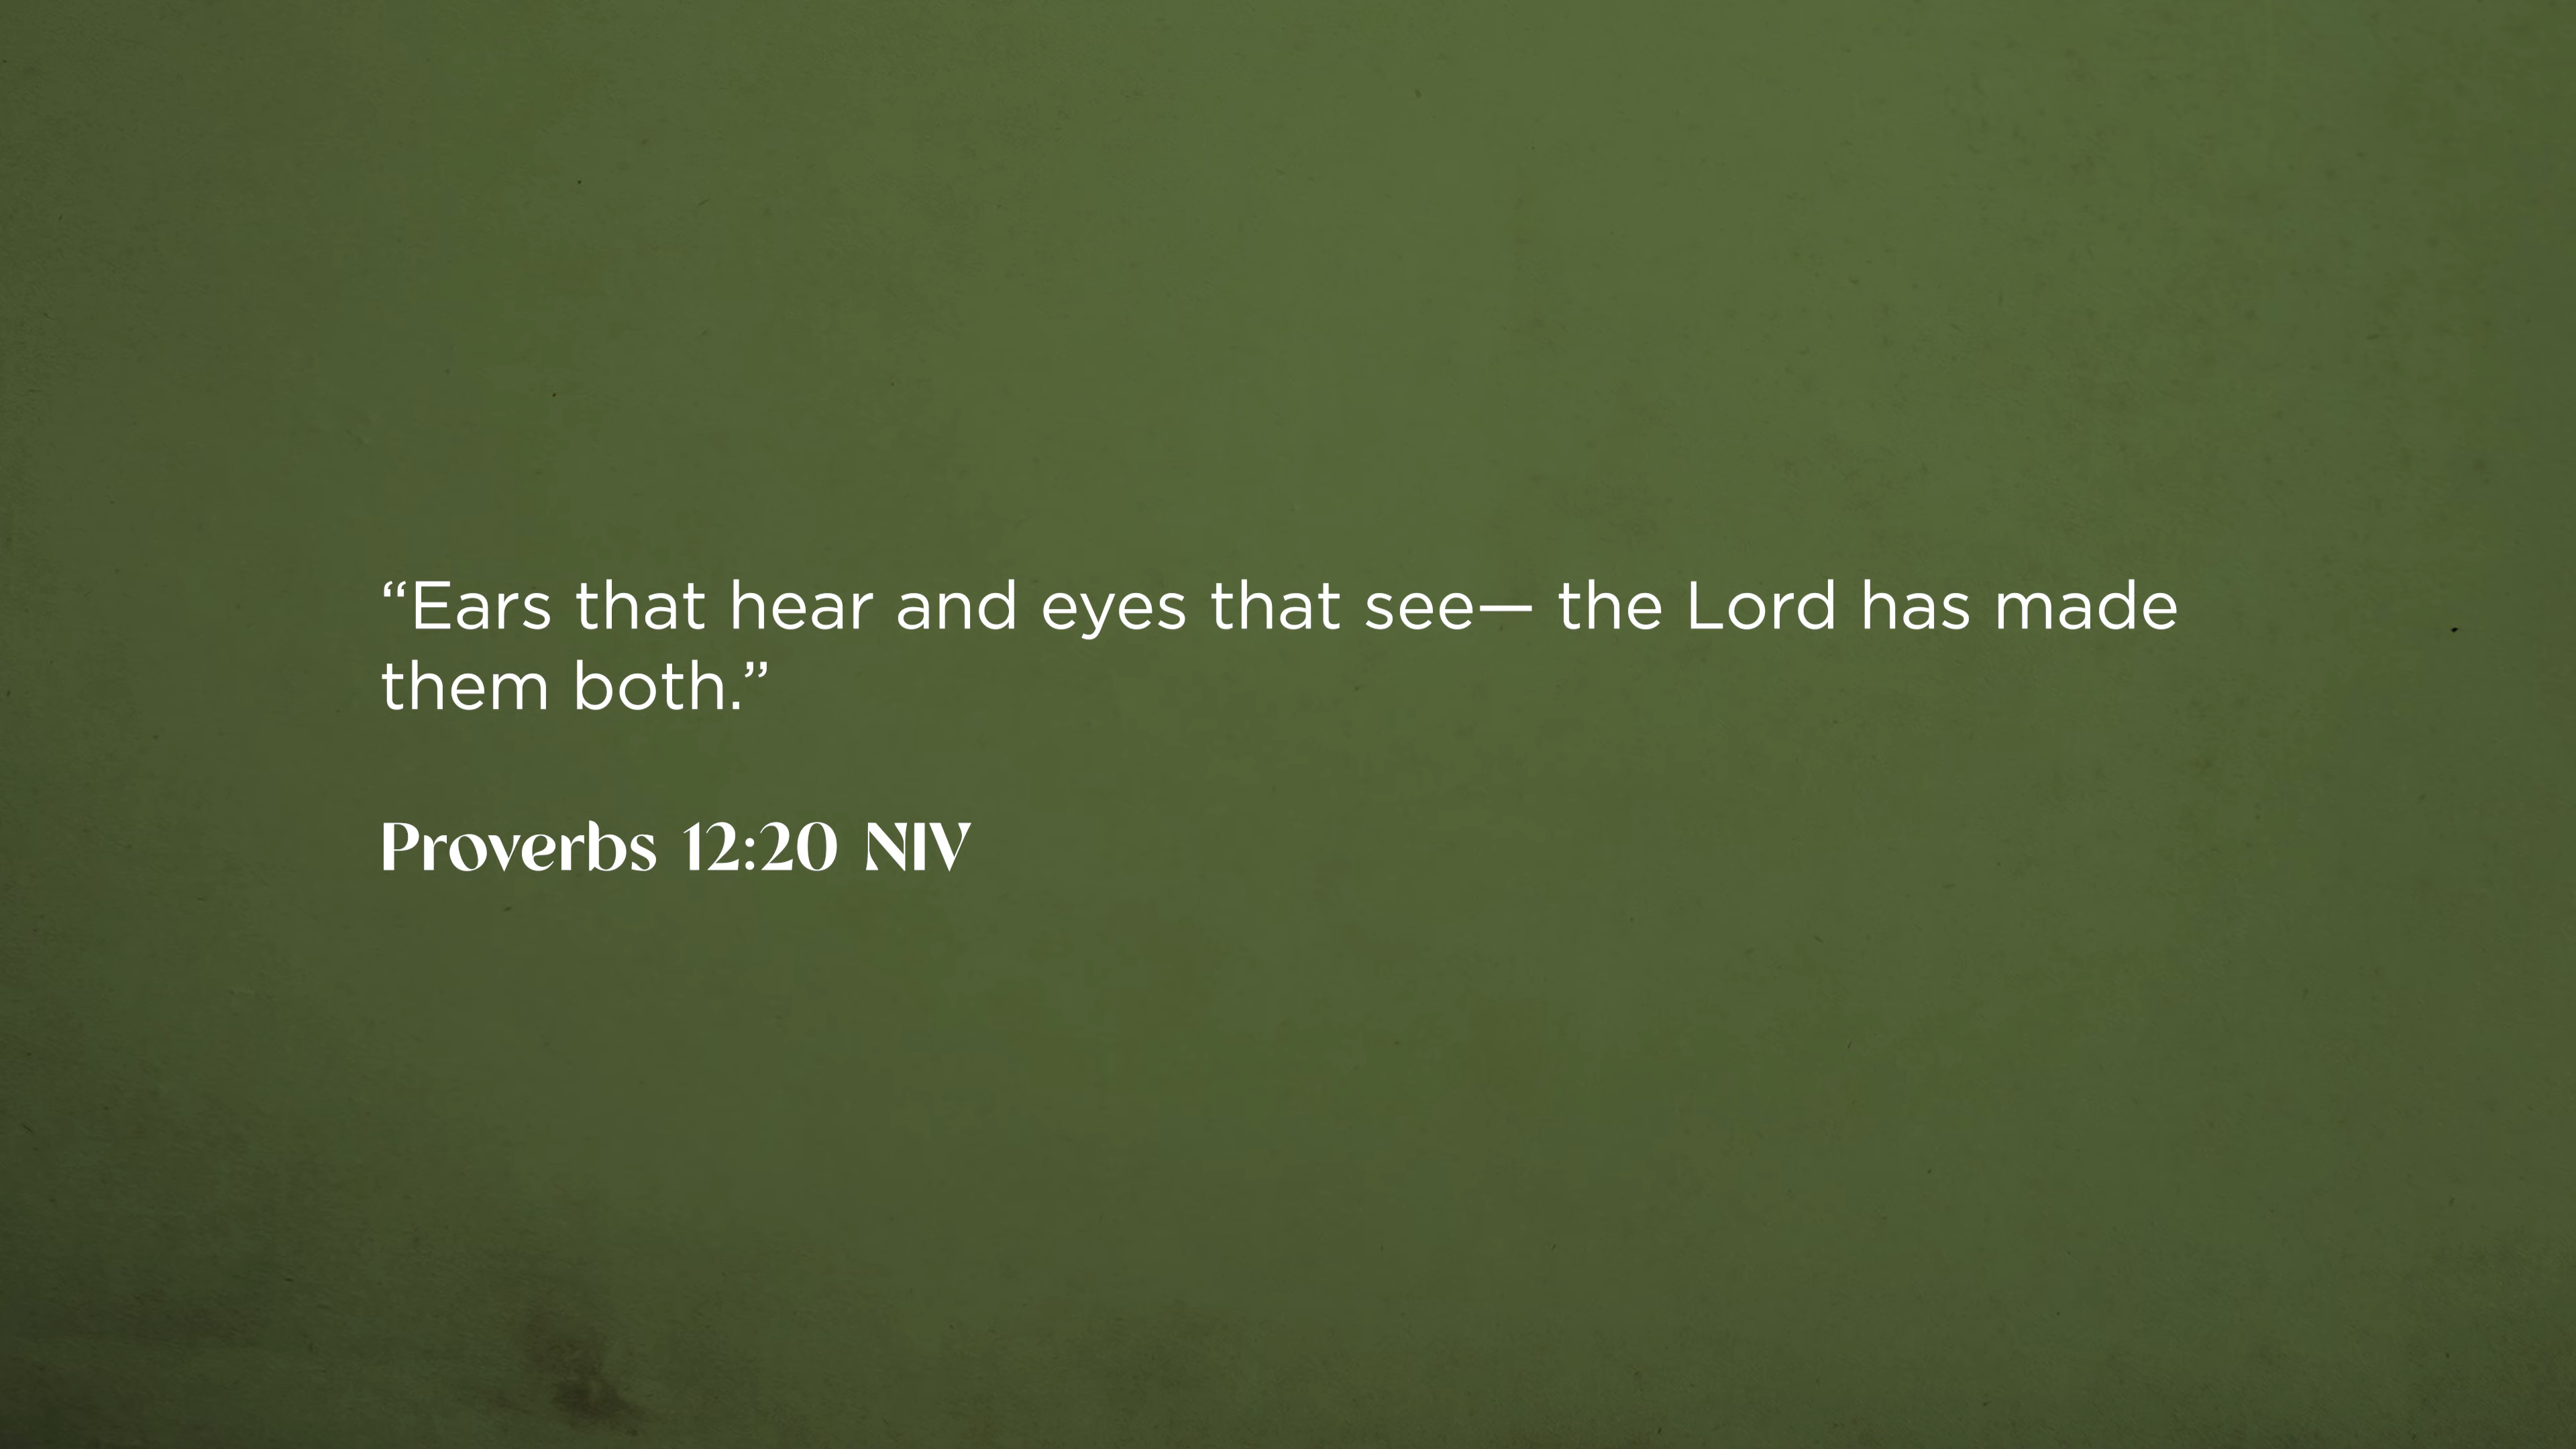 “Ears that hear and eyes that see— the Lord has made
them both.”
Proverbs 12:20 NIV